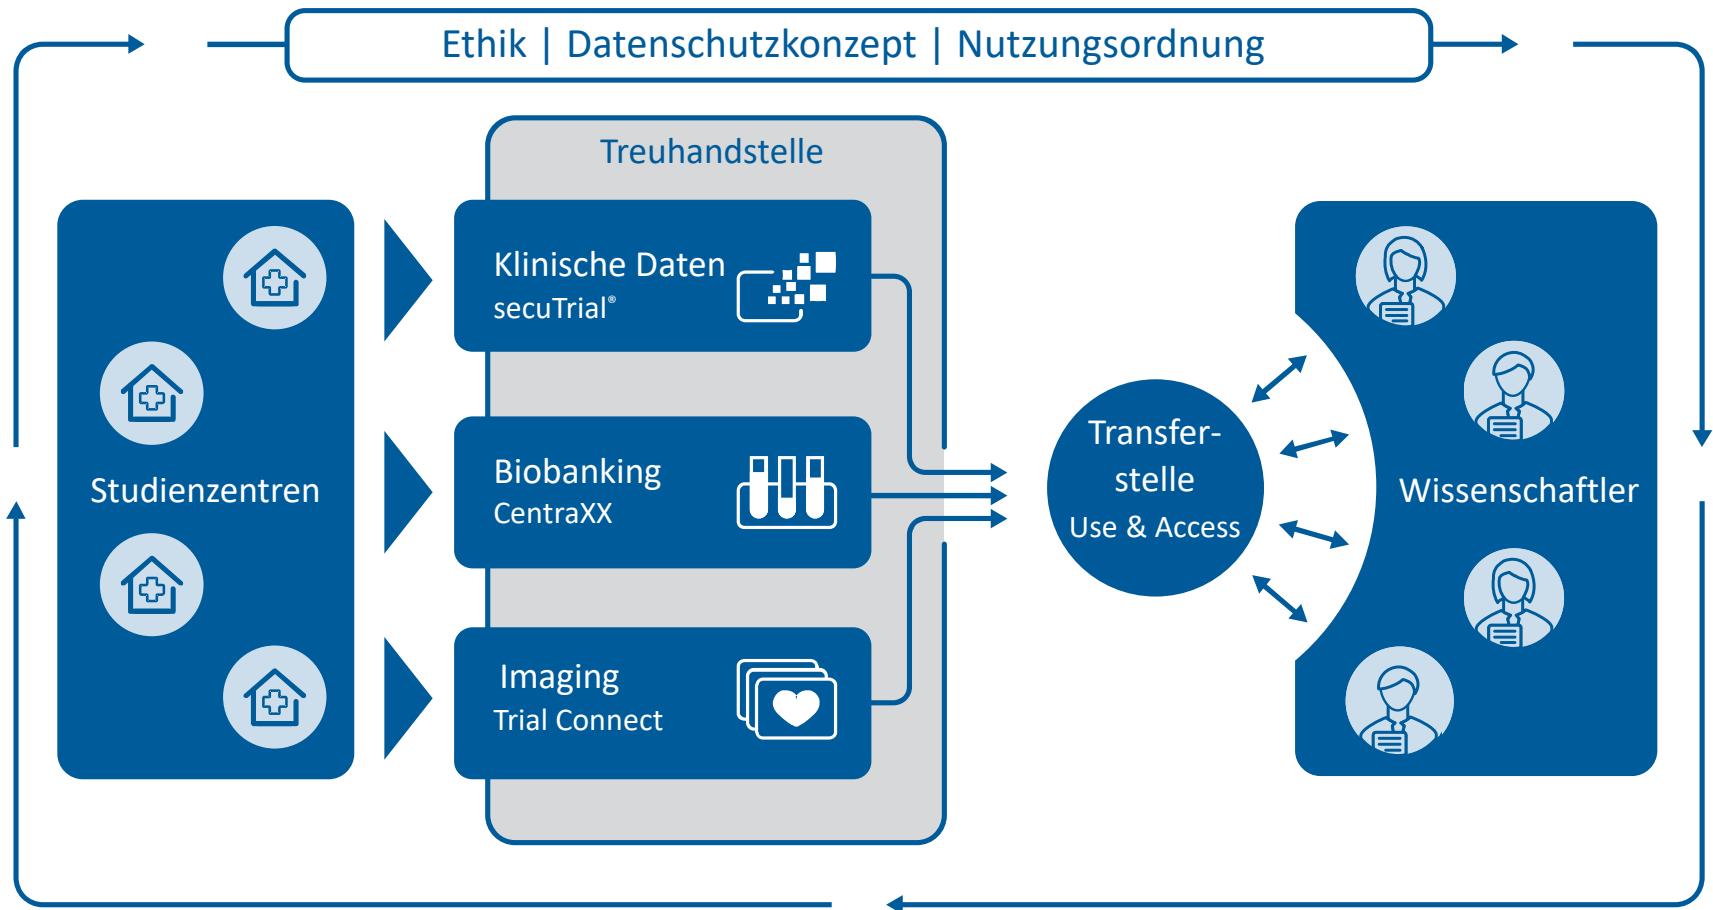 Ethik | Datenschutzkonzept | Nutzungsordnung
Treuhandstelle
Studienzentren
Klinische Daten
secuTrial®
Biobanking
CentraXX
Imaging
Trial Connect
Transfer-
stelle
Use & Access
Wissenschaftler